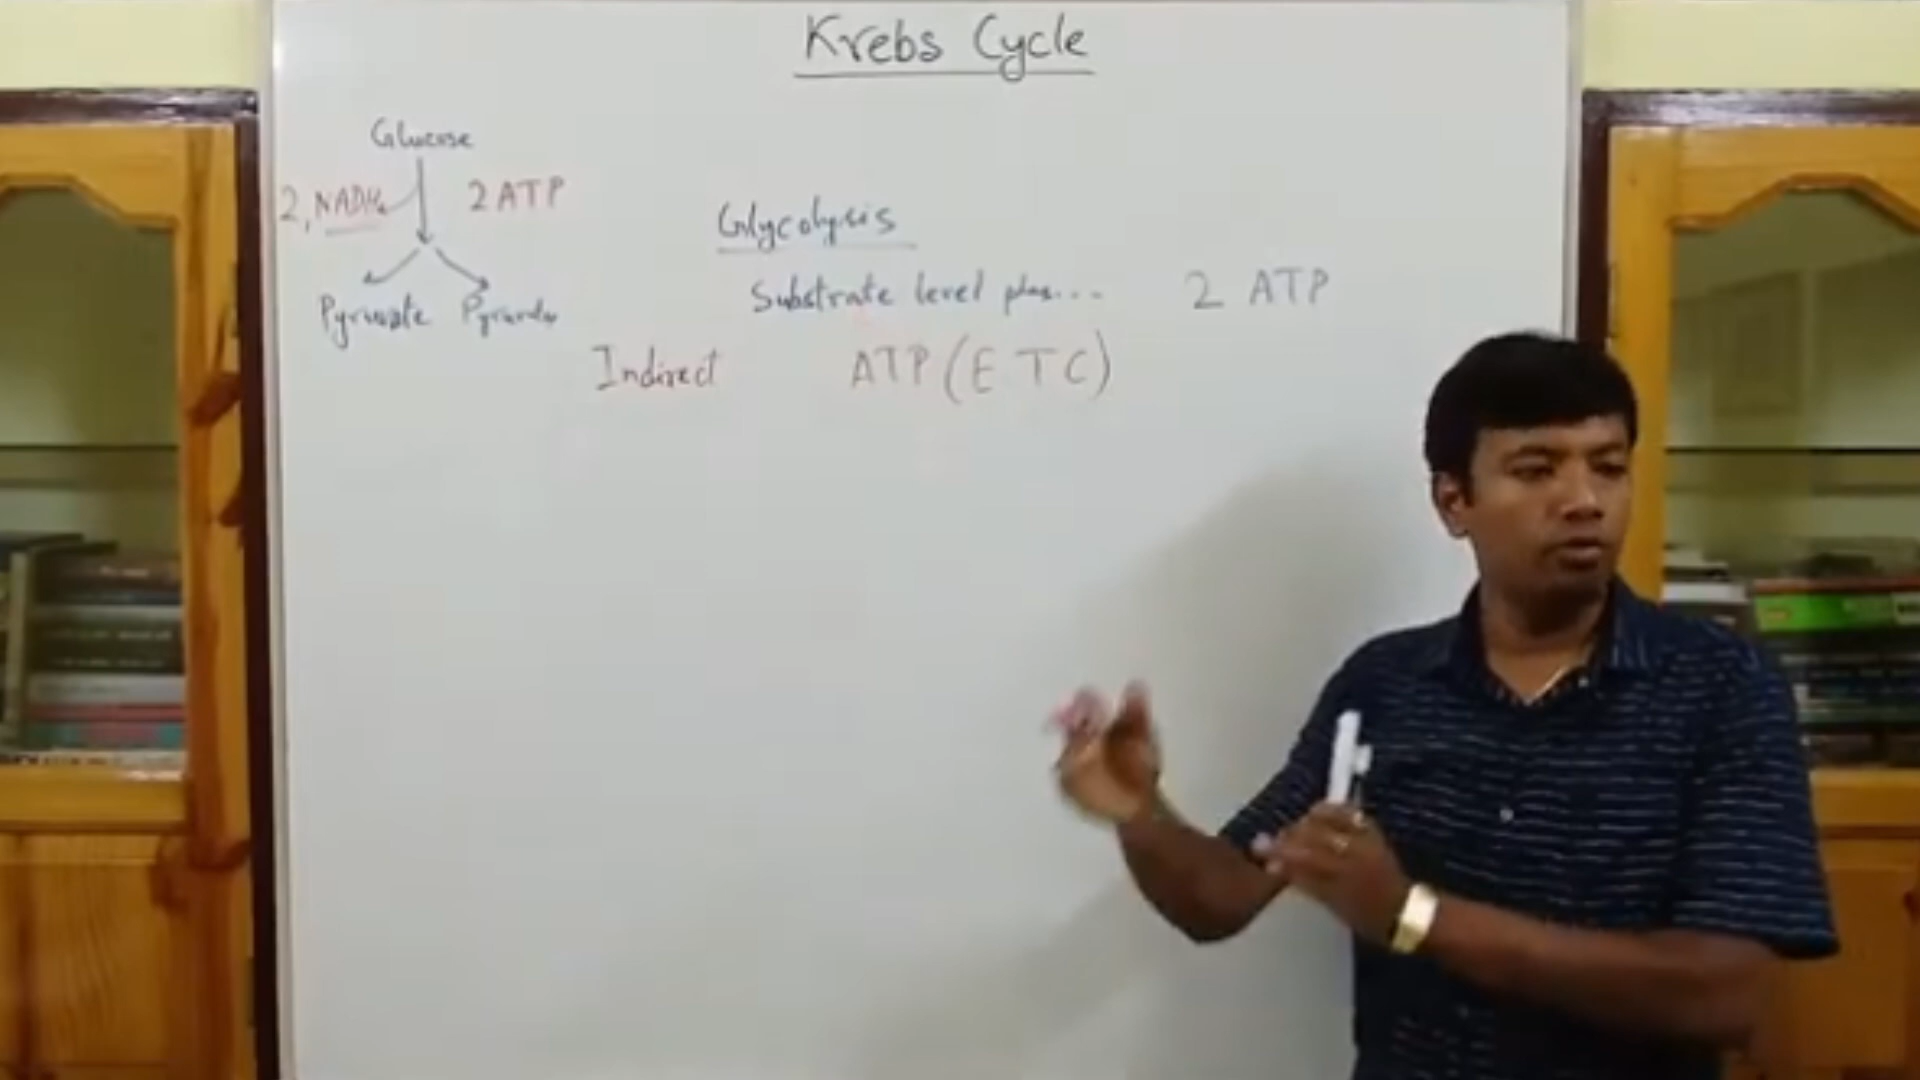 Krebs Cycle
Glucose
2, NADH2 2 ATP
Glycolysis
Substrate level phos... 2 ATP
Pyruvate
Indirect ATP (ETC)